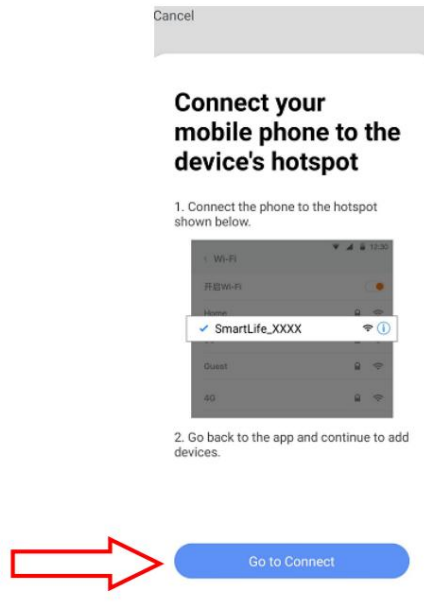 Cancel
Connect your
mobile phone to the
device's hotspot
1. Connect the phone to the hotspot
shown below.
12:30
Wi-Fi
开启Wi-Fi
Home
SmartLife_XXXX
Guest
4G
2. Go back to the app and continue to add
devices.
Go to Connect